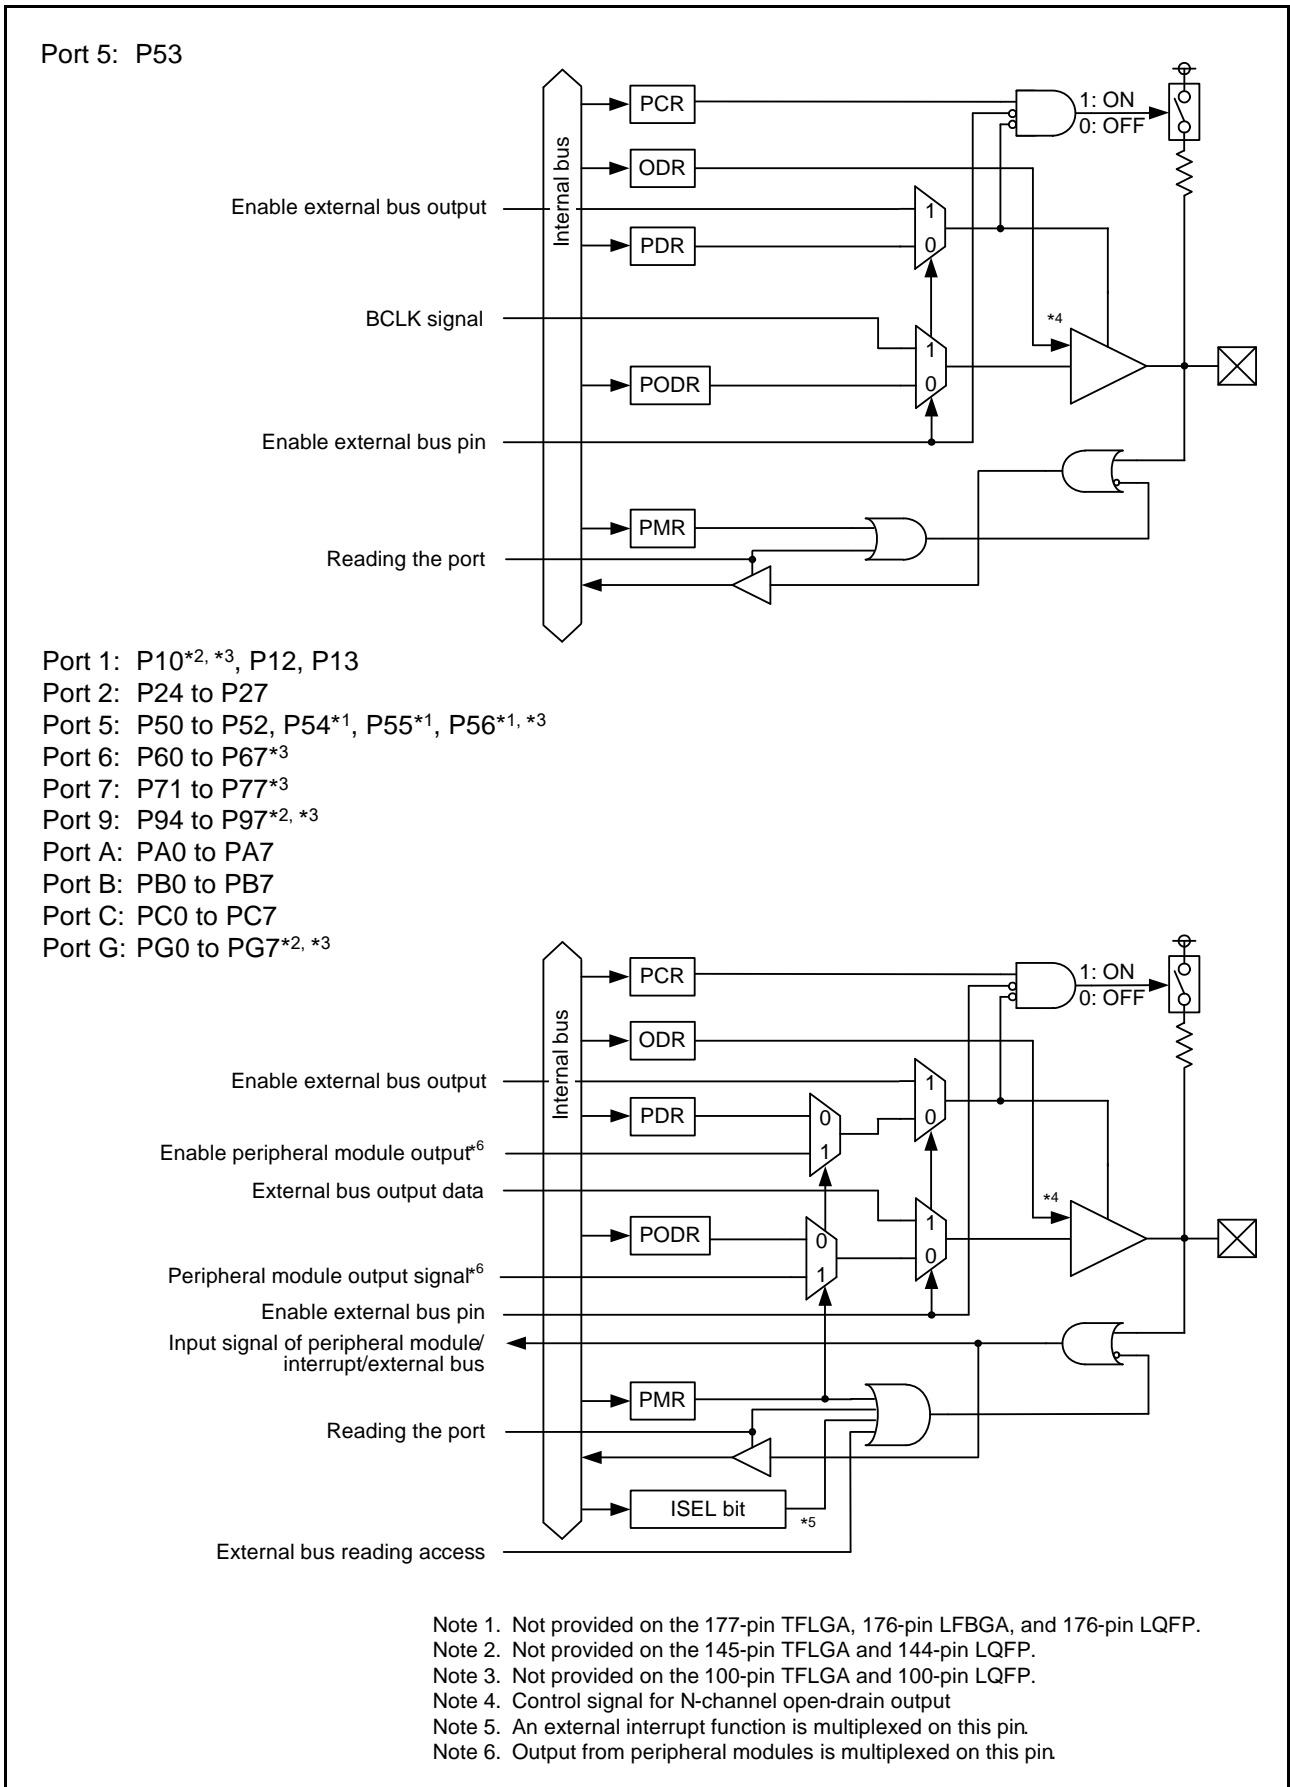 Port 5: P53
PCR
1: ON
0: OFF
ODR
Internal bus
Enable external bus output
1
PDR
0
BCLK signal
*4
1
PODR
0
Enable external bus pin
PMR
Reading the port
Port 1: P10*2, *3, P12, P13
Port 2: P24 to P27
Port 5: P50 to P52, P54*1, P55*1, P56*1, *3
Port 6: P60 to P67*3
Port 7: P71 to P77*3
Port 9: P94 to P97*2, *3
Port A: PA0 to PA7
Port B: PB0 to PB7
Port C: PC0 to PC7
Port G: PG0 to PG7*2, *3
PCR
1: ON
0: OFF
ODR
Internal bus
Enable external bus output
1
PDR
0
0
Enable peripheral module output*6
1
External bus output data
*4
1
PODR
0
0
Peripheral module output signal*6
1
Enable external bus pin
Input signal of peripheral module/
interrupt/external bus
PMR
Reading the port
ISEL bit
*5
External bus reading access
Note 1. Not provided on the 177-pin TFLGA, 176-pin LFBGA, and 176-pin LQFP.
Note 2. Not provided on the 145-pin TFLGA and 144-pin LQFP.
Note 3. Not provided on the 100-pin TFLGA and 100-pin LQFP.
Note 4. Control signal for N-channel open-drain output
Note 5. An external interrupt function is multiplexed on this pin.
Note 6. Output from peripheral modules is multiplexed on this pin.